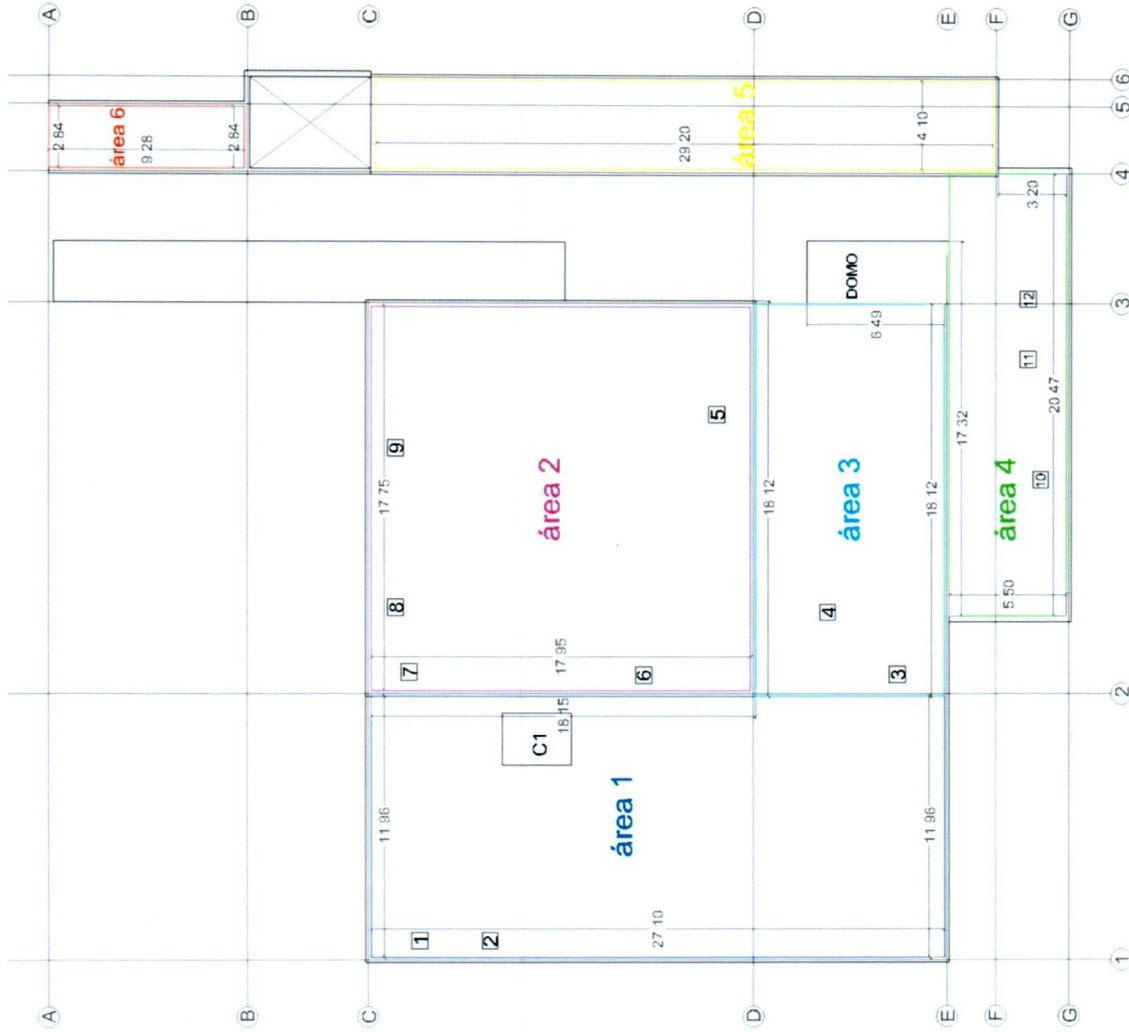 A
B
C
D
E
F
G
área 6
2.84
9.28
2.84
6
5
área 5
29.20
4.10
4
3.20
DOMO
6.49
3
12
11
9
17.75
área 2
5
18.12
área 3
18.12
17.32
20.47
área 4
10
8
7
17.95
6
4
3
5.50
2
18.15
C1
11.96
área 1
11.96
1
2
27.10
1
A
B
C
D
E
F
G